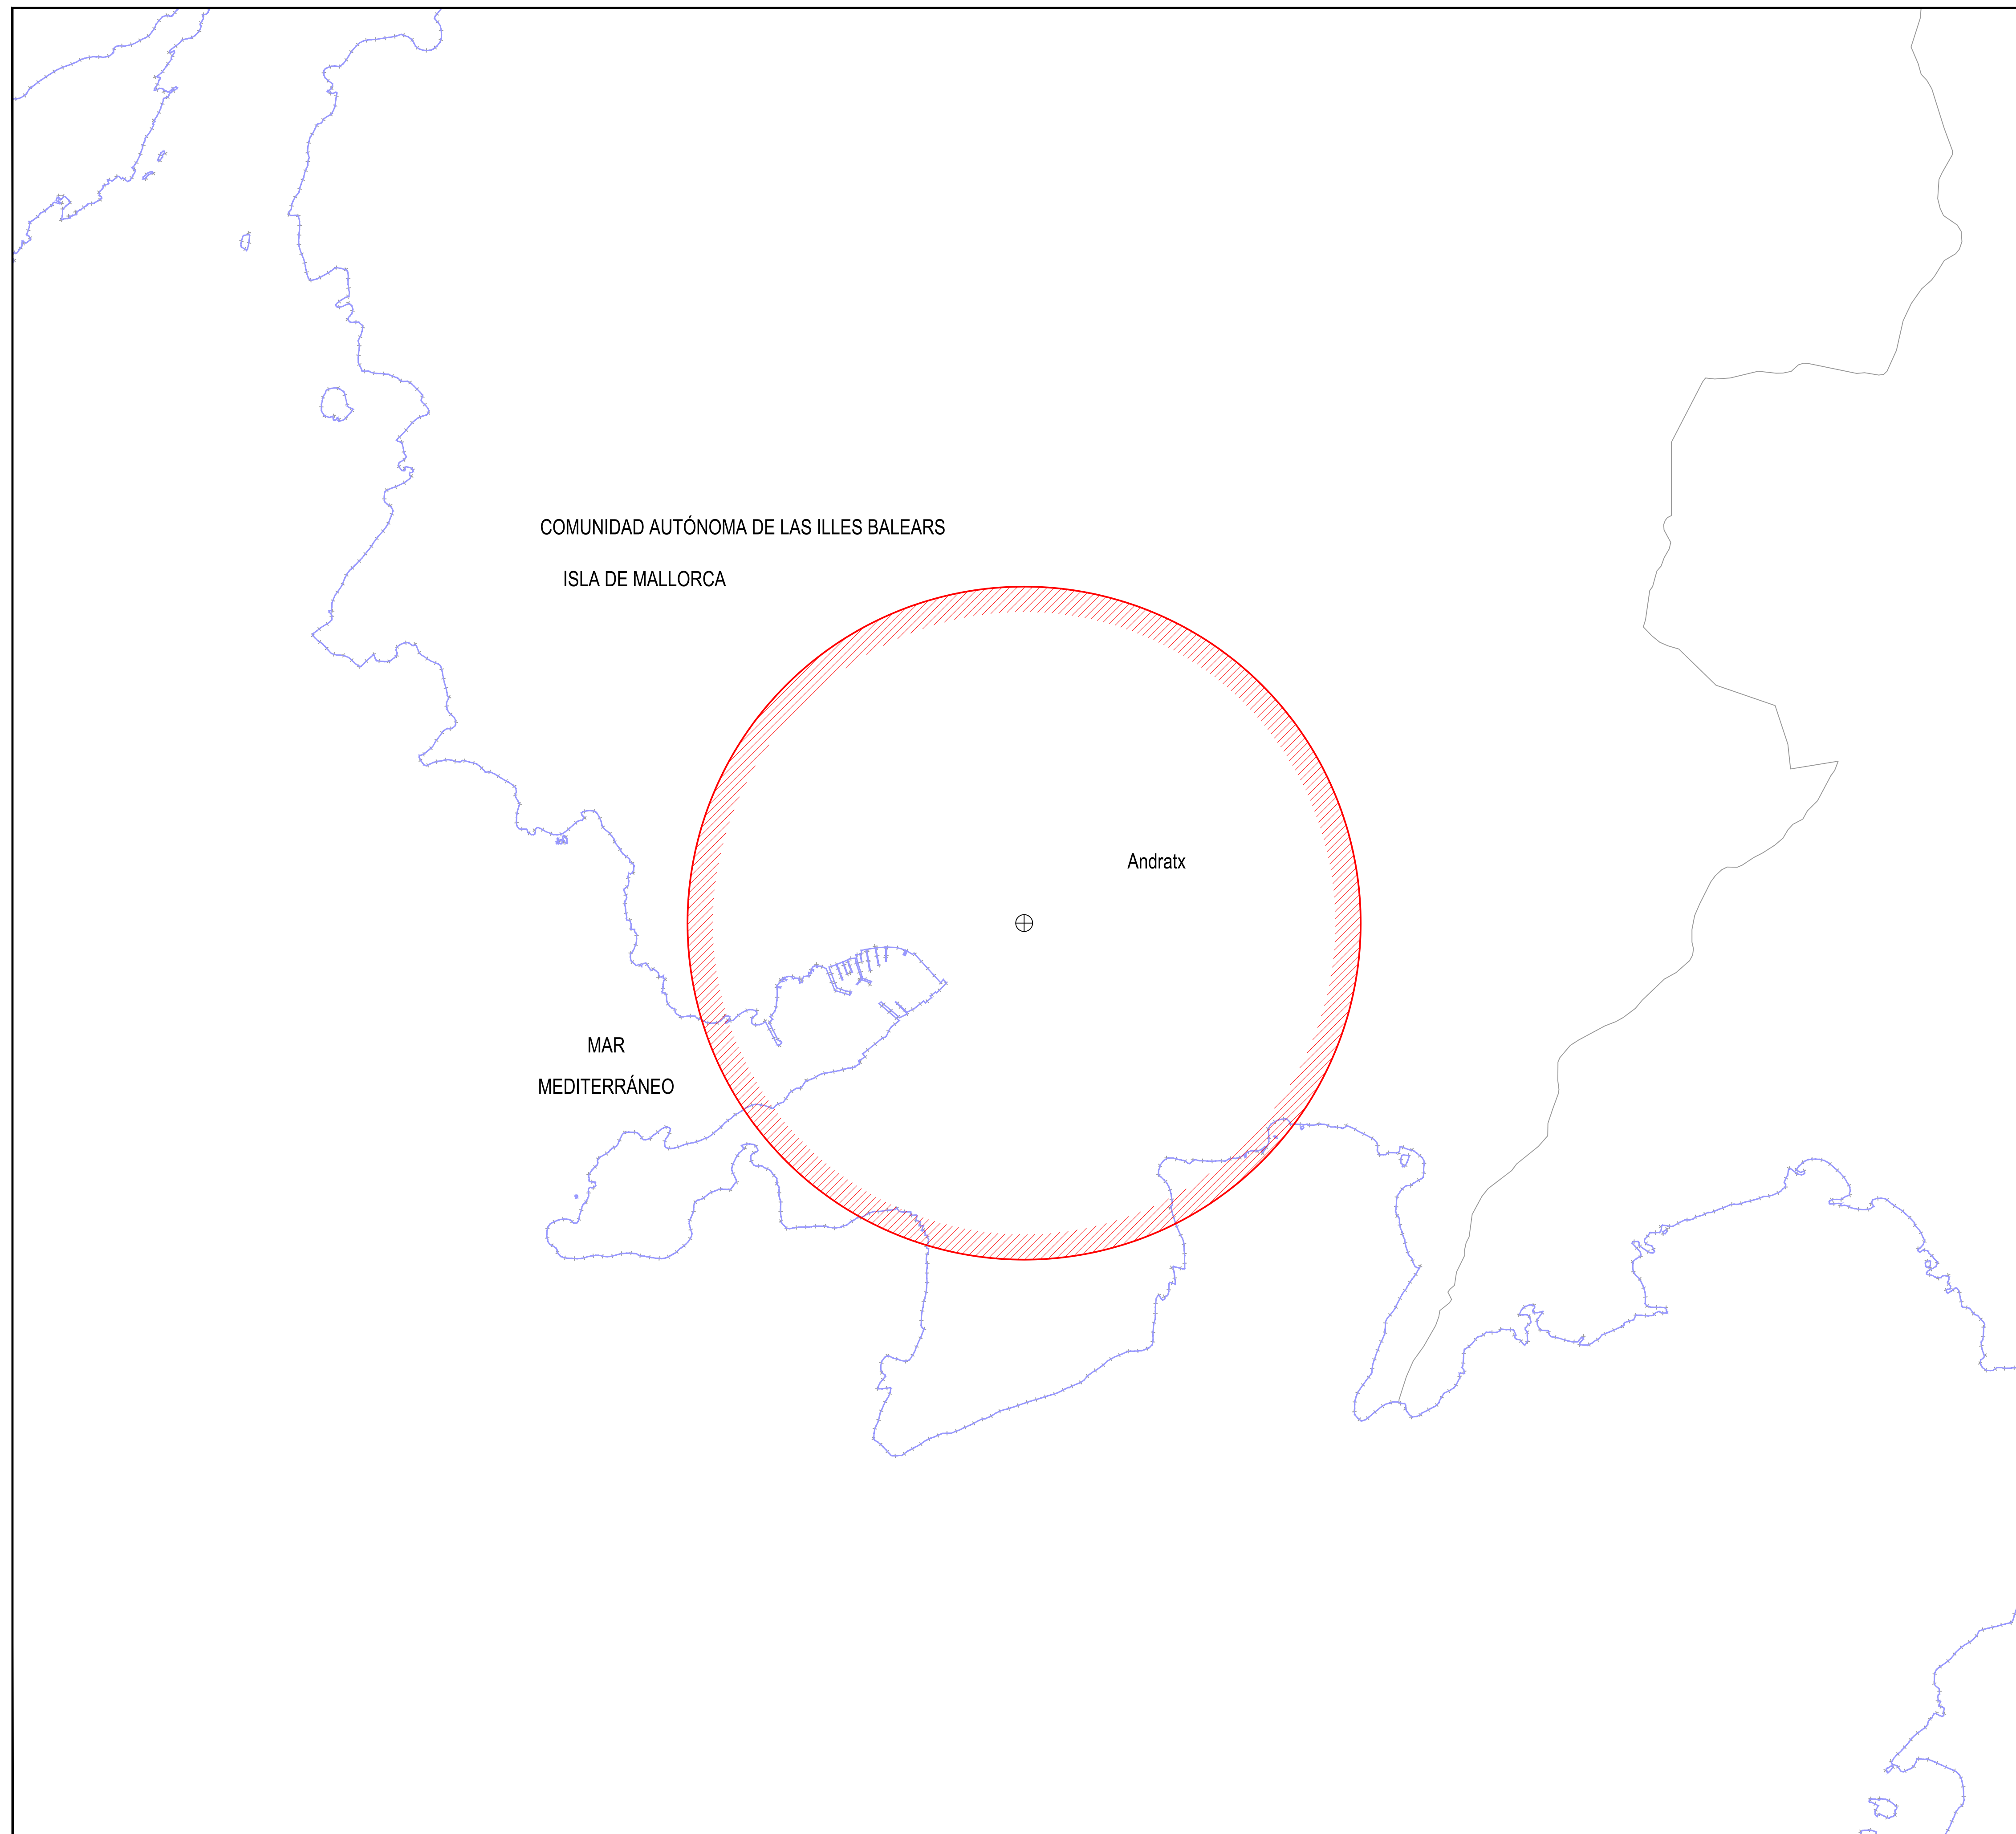 COMUNIDAD AUTÓNOMA DE LAS ILLES BALEARS
ISLA DE MALLORCA
Andratx
MAR
MEDITERRÁNEO